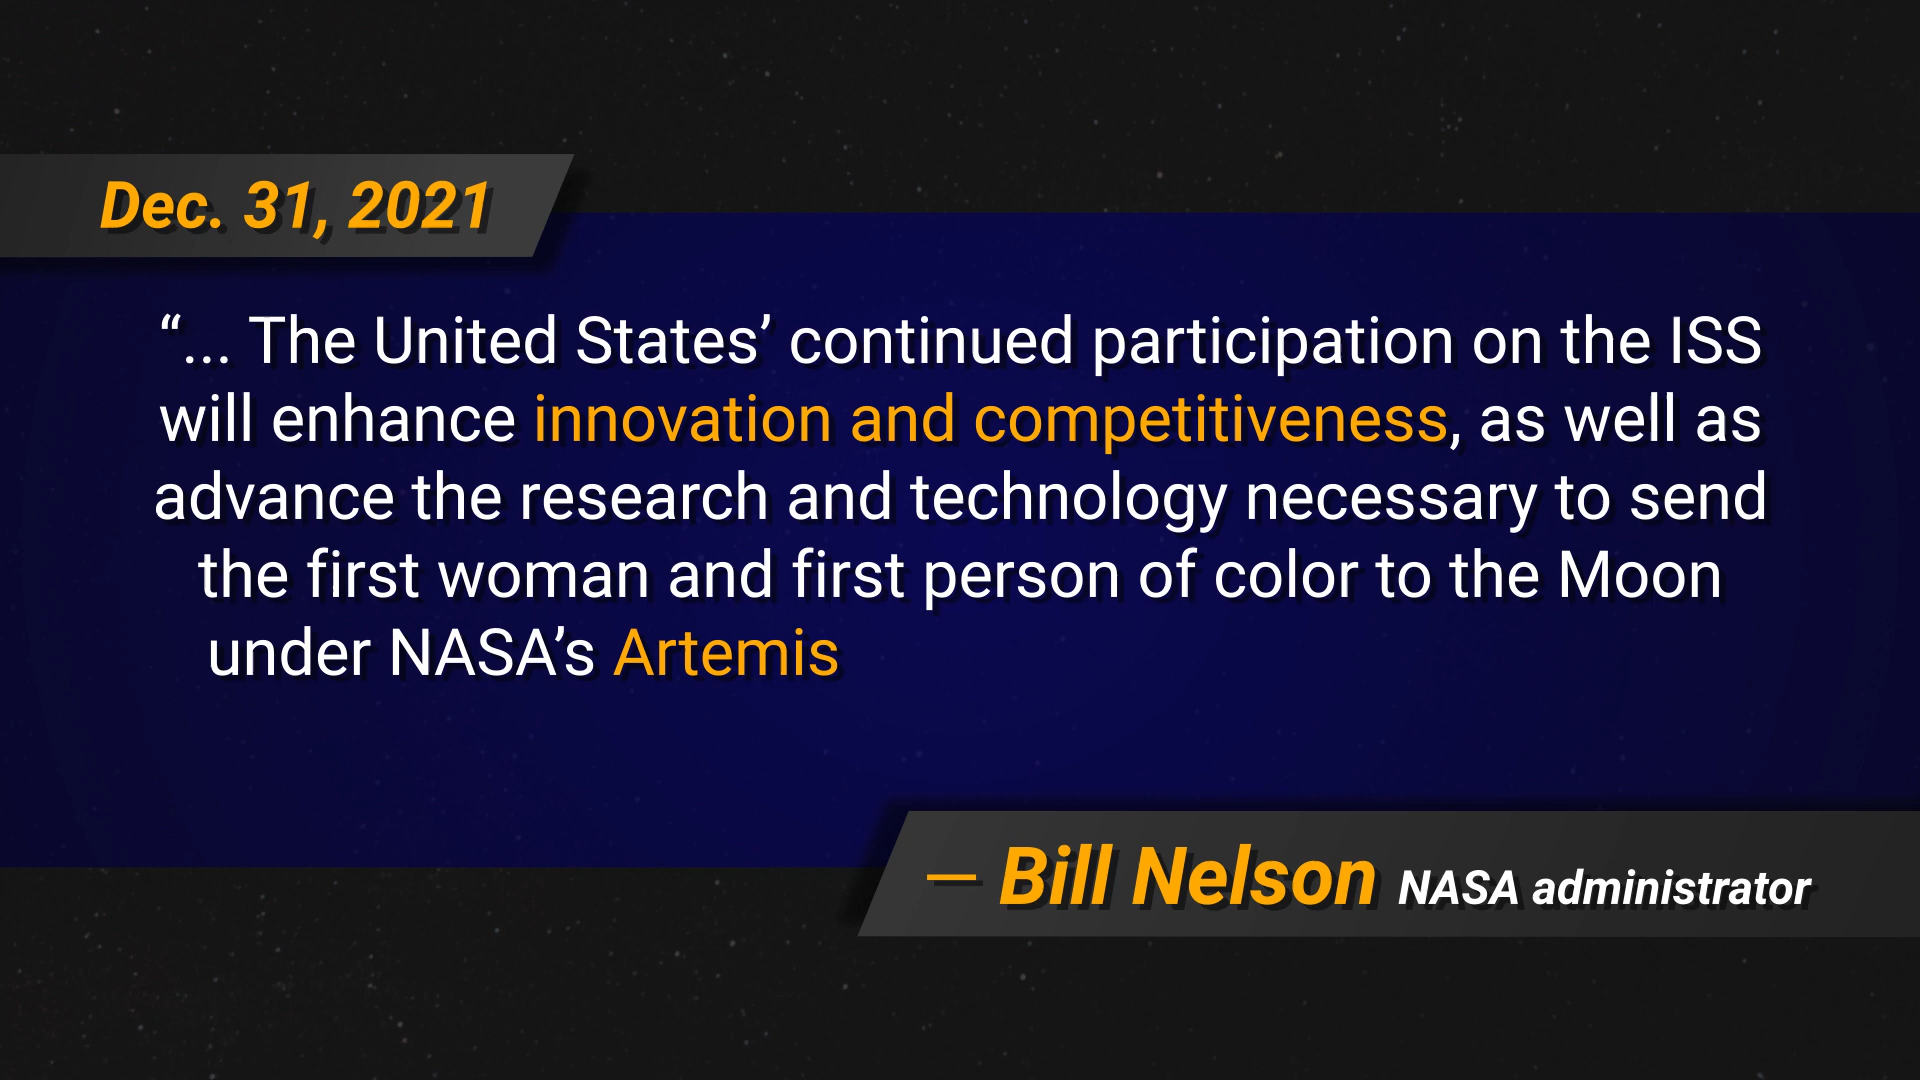 Dec. 31, 2021
“... The United States’ continued participation on the ISS
will enhance innovation and competitiveness, as well as
advance the research and technology necessary to send
the first woman and first person of color to the Moon
under NASA’s Artemis
— Bill Nelson NASA administrator